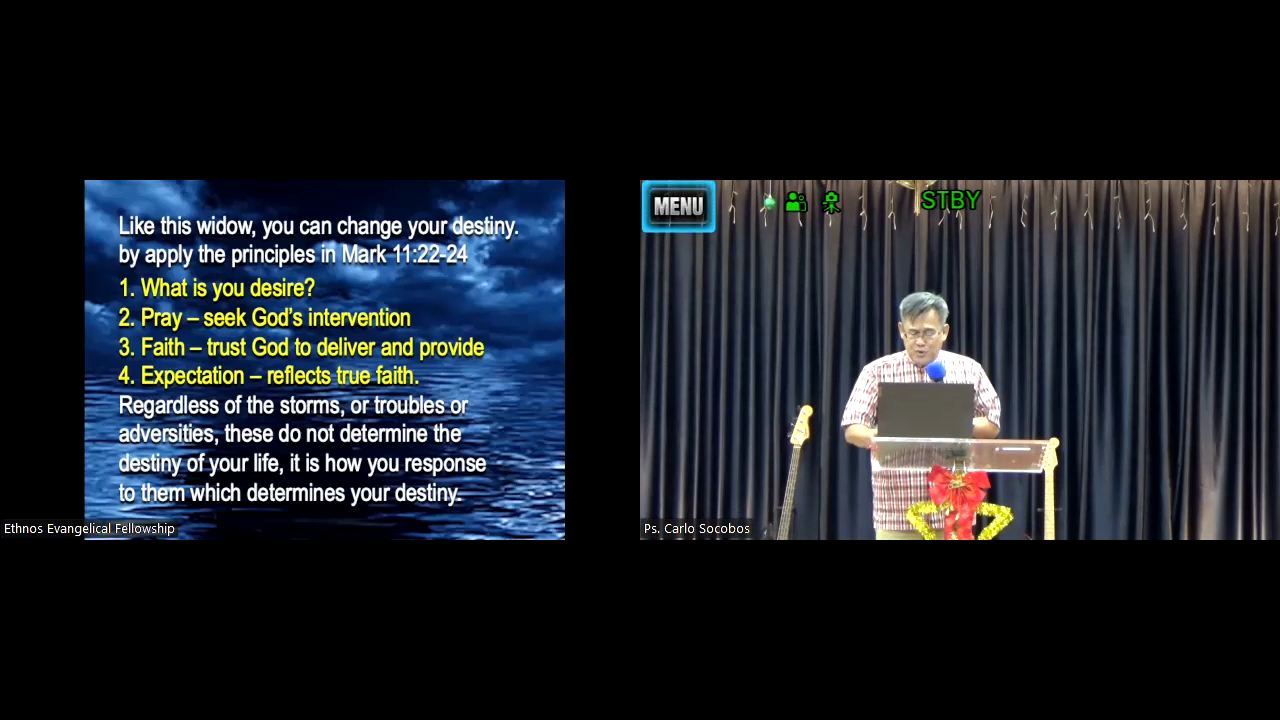 Like this widow, you can change your destiny.
by apply the principles in Mark 11:22-24
1. What is you desire?
2. Pray – seek God's intervention
3. Faith – trust God to deliver and provide
4. Expectation – reflects true faith.
Regardless of the storms, or troubles or
adversities, these do not determine the
destiny of your life, it is how you response
to them which determines your destiny.
Ethnos Evangelical Fellowship
MENU
STBY
Ps. Carlo Socobos